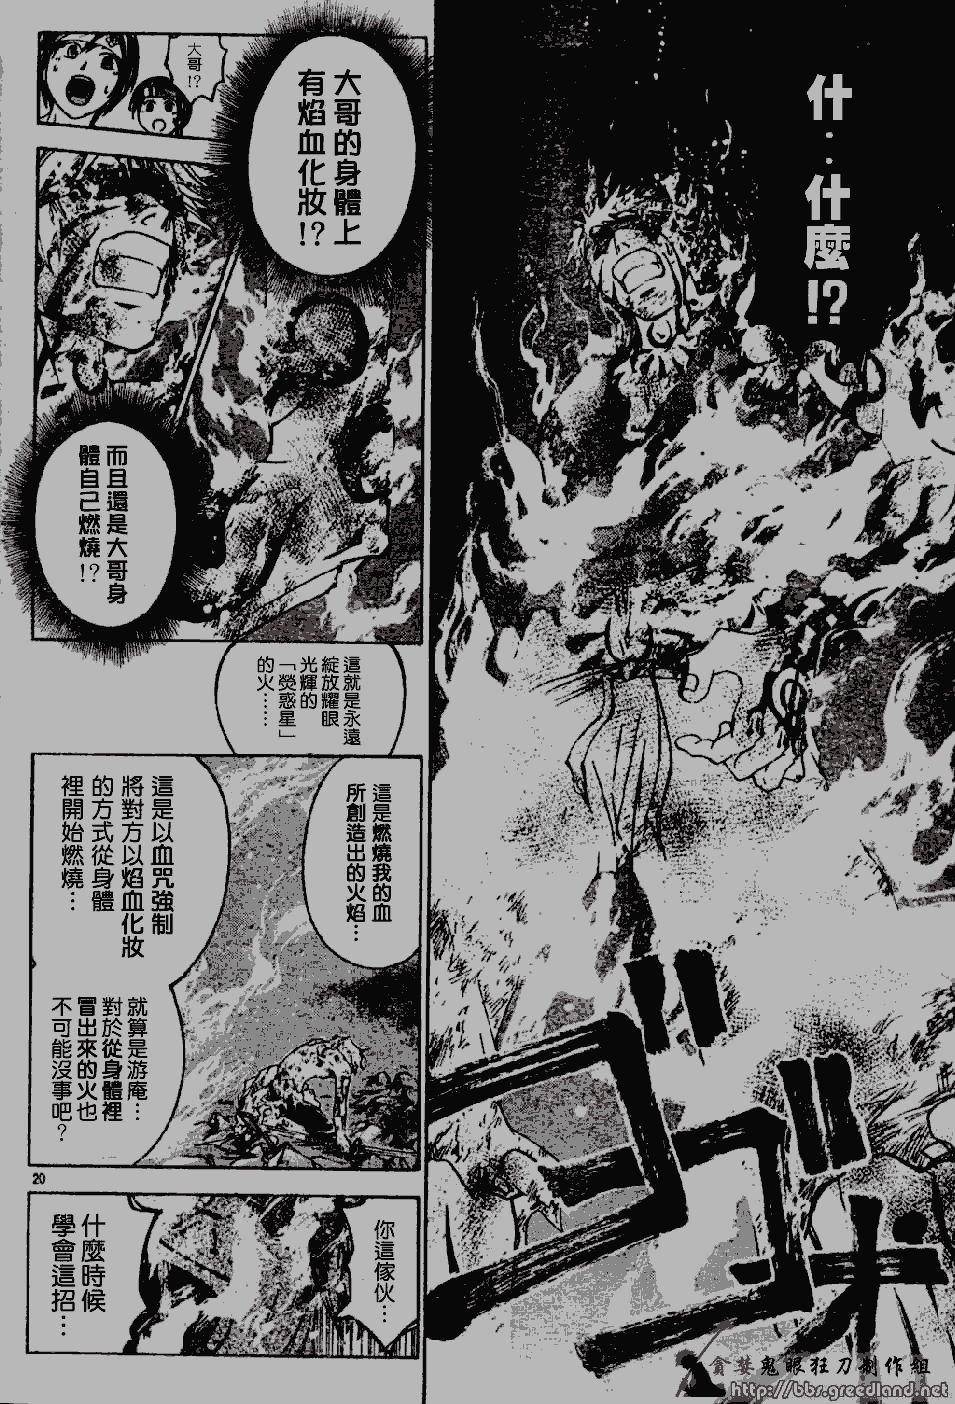 什‧‧什麼!?
大哥!?
大哥的身體上
有焰血化妝!?
而且還是大哥身
體自己燃燒!?
這就是永遠
綻放耀眼
光輝的
「熒惑星」
的火……
這是燃燒我的血
所創造出的火焰…
這是以血咒強制
將對方以焰血化妝
的方式從身體
裡開始燃燒…
就算是游庵…
對於從身體裡
冒出來的火也
不可能沒事吧？
20
你這傢伙…
什麼時候
學會這招…
ゴゴオ
貪婪鬼眼狂刀制作組
http://bbs.greedland.net